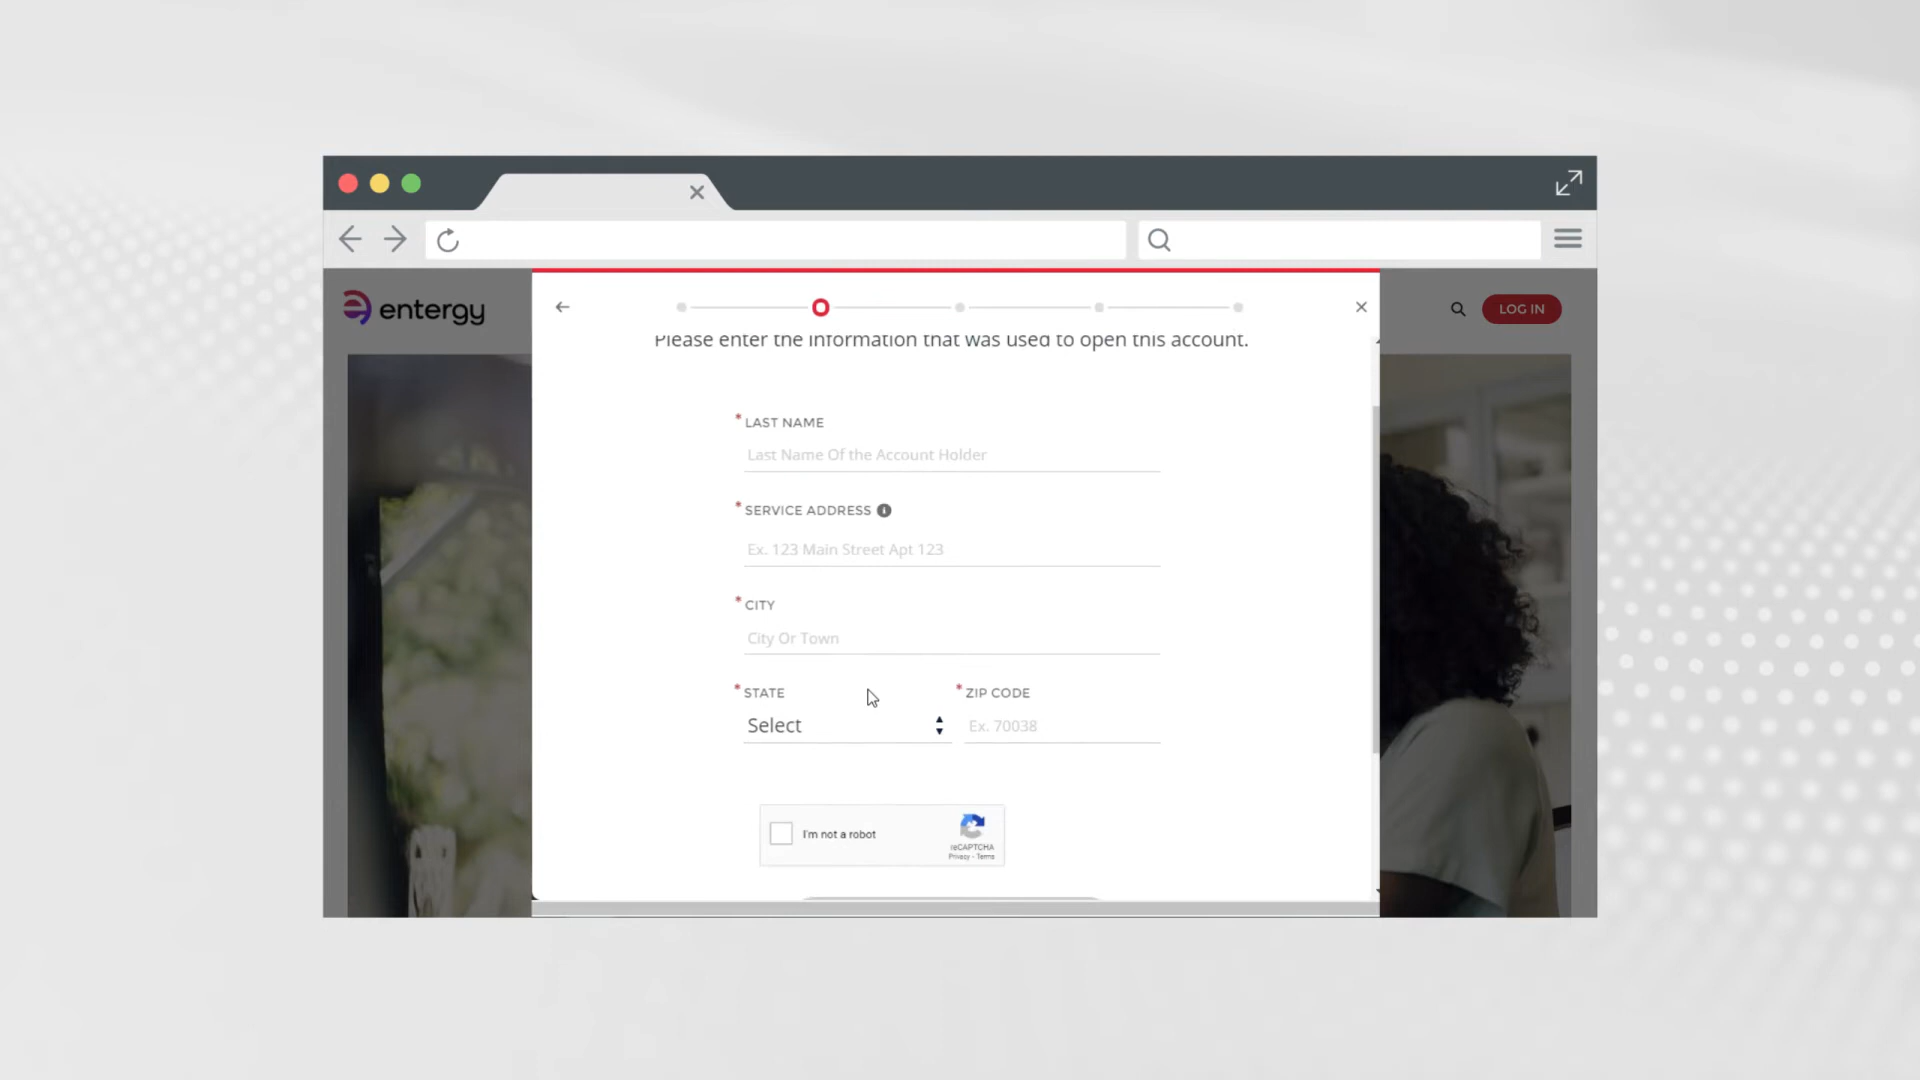 entergy
LOG IN
Please enter the information that was used to open this account.
* LAST NAME
Last Name Of the Account Holder
* SERVICE ADDRESS
Ex. 123 Main Street Apt 123
* CITY
City Or Town
* STATE
* ZIP CODE
Select
Ex. 70038
I'm not a robot
reCAPTCHA
Privacy - Terms